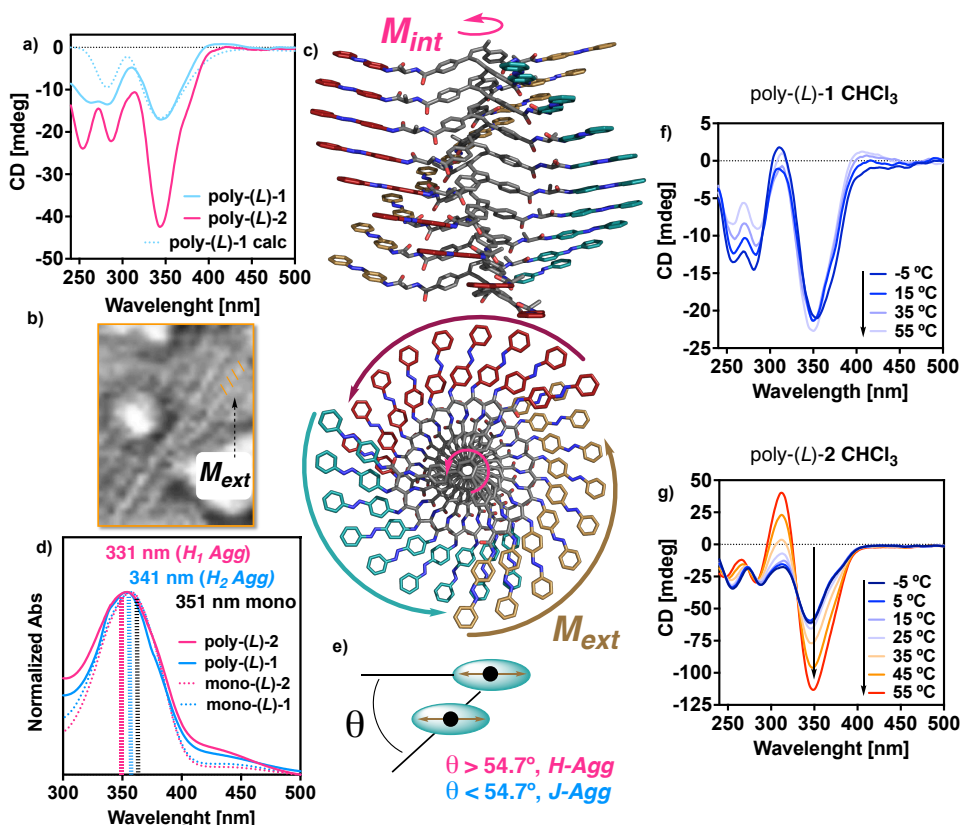 a)
0
-10
-20
-30
-40
-50
CD [mdeg]
poly-(L)-1
poly-(L)-2
poly-(L)-1 calc
250 300 350 400 450 500
Wavelenght [nm]
b)
Mext
c)
Mint
Mext
d)
331 nm (H1 Agg)
341 nm (H2 Agg)
351 nm mono
Normalized Abs
poly-(L)-2
poly-(L)-1
mono-(L)-2
mono-(L)-1
300 350 400 450 500
Wavelenght [nm]
e)
θ
θ > 54.7º, H-Agg
θ < 54.7º, J-Agg
poly-(L)-1 CHCl3
f)
5
0
-5
-10
-15
-20
-25
CD [mdeg]
-5 ºC
15 ºC
35 ºC
55 ºC
250 300 350 400 450 500
Wavelength [nm]
poly-(L)-2 CHCl3
g)
50
25
0
-25
-50
-75
-100
-125
CD [mdeg]
-5 ºC
5 ºC
15 ºC
25 ºC
35 ºC
45 ºC
55 ºC
250 300 350 400 450 500
Wavelength [nm]